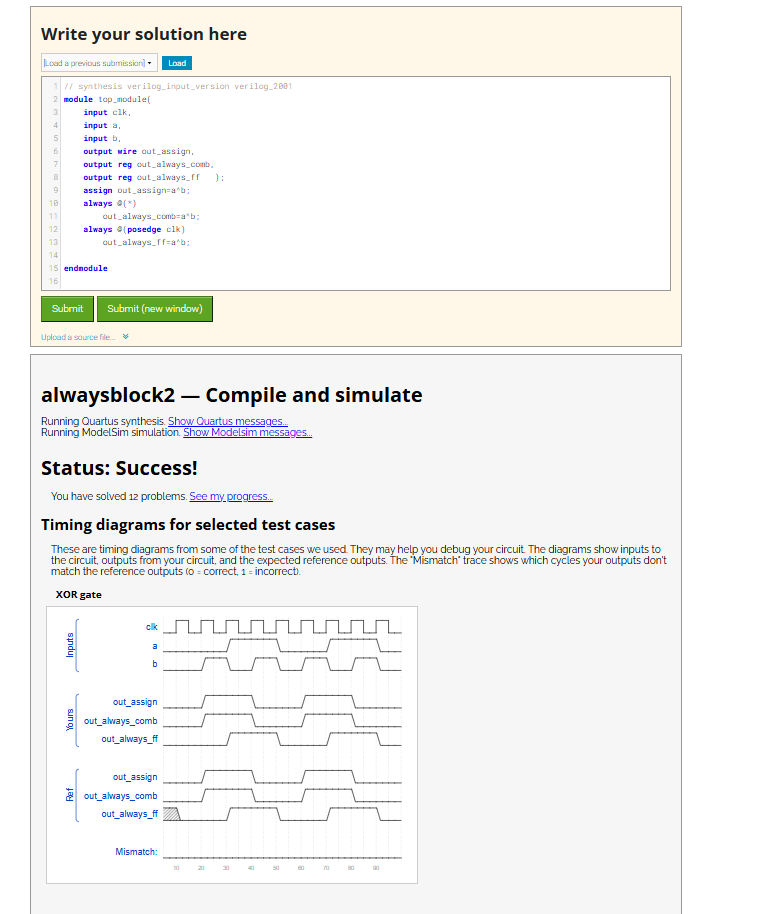 Write your solution here
[Load a previous submission]
Load
1 // synthesis verilog_input_version verilog_2001
2 module top_module(
3 input clk,
4 input a,
5 input b,
6 output wire out_assign,
7 output reg out_always_comb,
8 output reg out_always_ff );
9 assign out_assign=a^b;
10 always @(*)
11 out_always_comb=a^b;
12 always @(posedge clk)
13 out_always_ff=a^b;
14
15 endmodule
16
Submit
Submit (new window)
Upload a source file...
alwaysblock2 — Compile and simulate
Running Quartus synthesis. Show Quartus messages...
Running ModelSim simulation. Show Modelsim messages...
Status: Success!
You have solved 12 problems. See my progress...
Timing diagrams for selected test cases
These are timing diagrams from some of the test cases we used. They may help you debug your circuit. The diagrams show inputs to
the circuit, outputs from your circuit, and the expected reference outputs. The "Mismatch" trace shows which cycles your outputs don't
match the reference outputs (0 = correct, 1 = incorrect).
XOR gate
Inputs
clk
a
b
Yours
out_assign
out_always_comb
out_always_ff
Ref
out_assign
out_always_comb
out_always_ff
Mismatch:
10 20 30 40 50 60 70 80 90